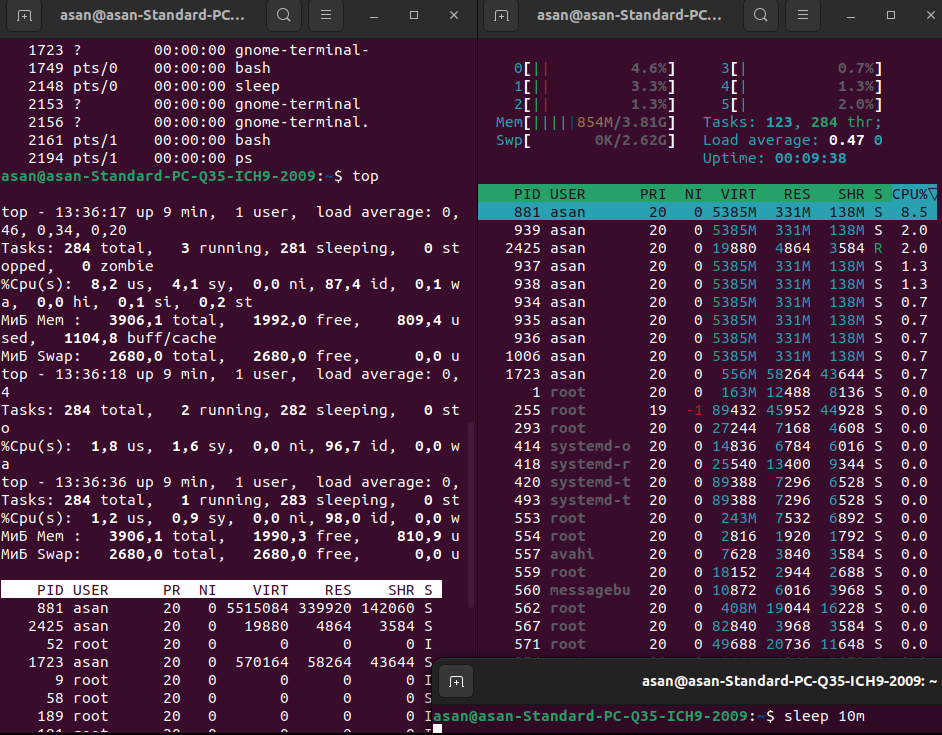 asan@asan-Standard-PC...
1723 ? 00:00:00 gnome-terminal-
1749 pts/0 00:00:00 bash
2148 pts/0 00:00:00 sleep
2153 ? 00:00:00 gnome-terminal
2156 ? 00:00:00 gnome-terminal.
2161 pts/1 00:00:00 bash
2194 pts/1 00:00:00 ps
asan@asan-Standard-PC-Q35-ICH9-2009:~$ top
top - 13:36:17 up 9 min, 1 user, load average: 0,
46, 0,34, 0,20
Tasks: 284 total, 3 running, 281 sleeping, 0 st
opped, 0 zombie
%Cpu(s): 8,2 us, 4,1 sy, 0,0 ni, 87,4 id, 0,1 w
a, 0,0 hi, 0,1 si, 0,2 st
МиБ Mem : 3906,1 total, 1992,0 free, 809,4 u
sed, 1104,8 buff/cache
МиБ Swap: 2680,0 total, 2680,0 free, 0,0 u
top - 13:36:18 up 9 min, 1 user, load average: 0,
4
Tasks: 284 total, 2 running, 282 sleeping, 0 st
o
%Cpu(s): 1,8 us, 1,6 sy, 0,0 ni, 96,7 id, 0,0 w
a
top - 13:36:36 up 9 min, 1 user, load average: 0,
Tasks: 284 total, 1 running, 283 sleeping, 0 st
%Cpu(s): 1,2 us, 0,9 sy, 0,0 ni, 98,0 id, 0,0 w
МиБ Mem : 3906,1 total, 1990,3 free, 810,9 u
МиБ Swap: 2680,0 total, 2680,0 free, 0,0 u
PID USER PR NI VIRT RES SHR S
881 asan 20 0 5515084 339920 142060 S
2425 asan 20 0 19880 4864 3584 S
52 root 20 0 0 0 0 I
1723 asan 20 0 570164 58264 43644 S
9 root 20 0 0 0 0 I
58 root 20 0 0 0 0 S
189 root 20 0 0 0 0 I
asan@asan-Standard-PC...
0[|| 4.6%] 3[| 0.7%]
1[|| 3.3%] 4[| 1.3%]
2[|| 1.3%] 5[| 2.0%]
Mem[|||||854M/3.81G] Tasks: 123, 284 thr;
Swp[ 0K/2.62G] Load average: 0.47 0
Uptime: 00:09:38
PID USER PRI NI VIRT RES SHR S CPU%▽
881 asan 20 0 5385M 331M 138M S 8.5
939 asan 20 0 5385M 331M 138M S 2.0
2425 asan 20 0 19880 4864 3584 R 2.0
937 asan 20 0 5385M 331M 138M S 1.3
938 asan 20 0 5385M 331M 138M S 1.3
934 asan 20 0 5385M 331M 138M S 0.7
935 asan 20 0 5385M 331M 138M S 0.7
936 asan 20 0 5385M 331M 138M S 0.7
1006 asan 20 0 5385M 331M 138M S 0.7
1723 asan 20 0 556M 58264 43644 S 0.7
1 root 20 0 163M 12488 8136 S 0.0
255 root 19 -1 89432 45952 44928 S 0.0
293 root 20 0 27244 7168 4608 S 0.0
414 systemd-o 20 0 14836 6784 6016 S 0.0
418 systemd-r 20 0 25540 13400 9344 S 0.0
420 systemd-t 20 0 89388 7296 6528 S 0.0
493 systemd-t 20 0 89388 7296 6528 S 0.0
553 root 20 0 243M 7532 6892 S 0.0
554 root 20 0 2816 1920 1792 S 0.0
557 avahi 20 0 7628 3840 3584 S 0.0
559 root 20 0 18152 2944 2688 S 0.0
560 messagebu 20 0 10872 6016 3968 S 0.0
562 root 20 0 408M 19044 16228 S 0.0
567 root 20 0 82840 3968 3584 S 0.0
571 root 20 0 49688 20736 11648 S 0.0
asan@asan-Standard-PC-Q35-ICH9-2009: ~
asan@asan-Standard-PC-Q35-ICH9-2009:~$ sleep 10m